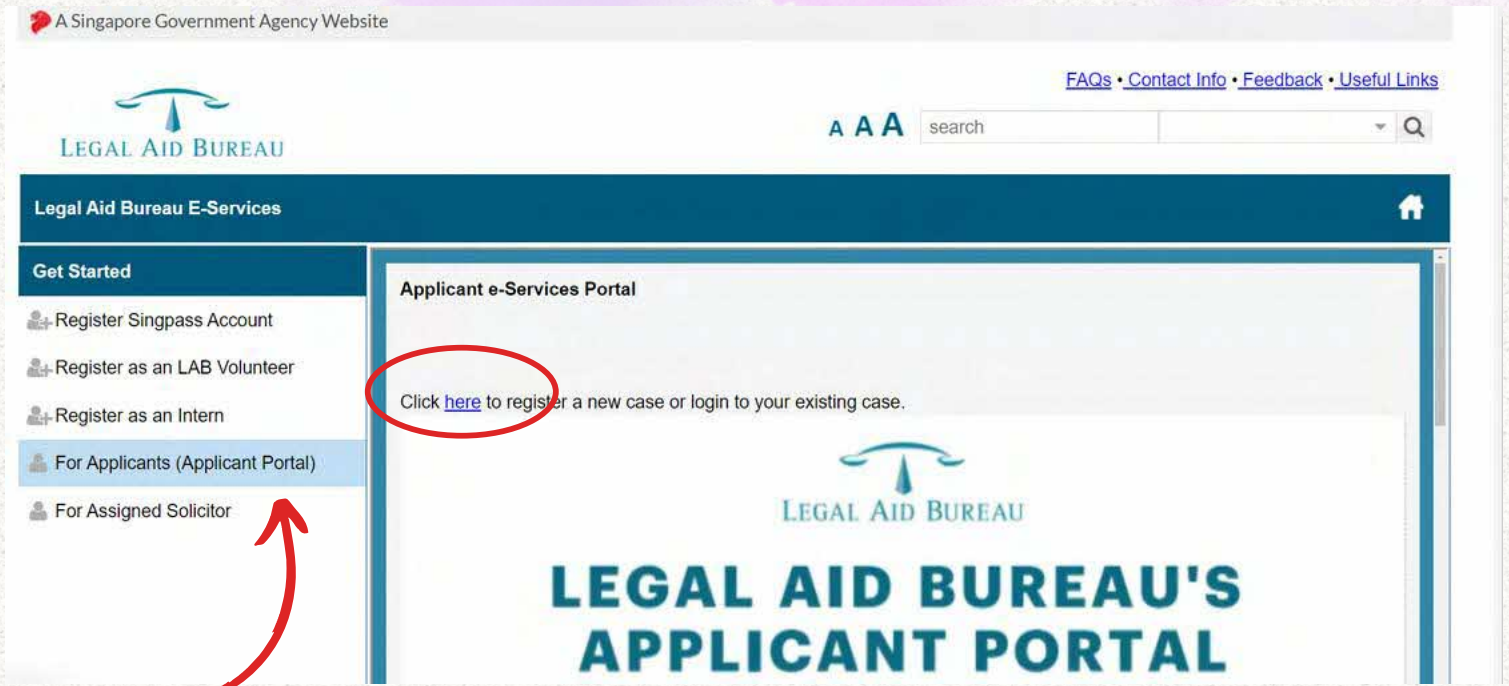 A Singapore Government Agency Website
FAQs • Contact Info • Feedback • Useful Links
LEGAL AID BUREAU
A A A search
Legal Aid Bureau E-Services
Get Started
Register Singpass Account
Register as an LAB Volunteer
Register as an Intern
For Applicants (Applicant Portal)
For Assigned Solicitor
Applicant e-Services Portal
Click here to register a new case or login to your existing case.
LEGAL AID BUREAU
LEGAL AID BUREAU'S
APPLICANT PORTAL